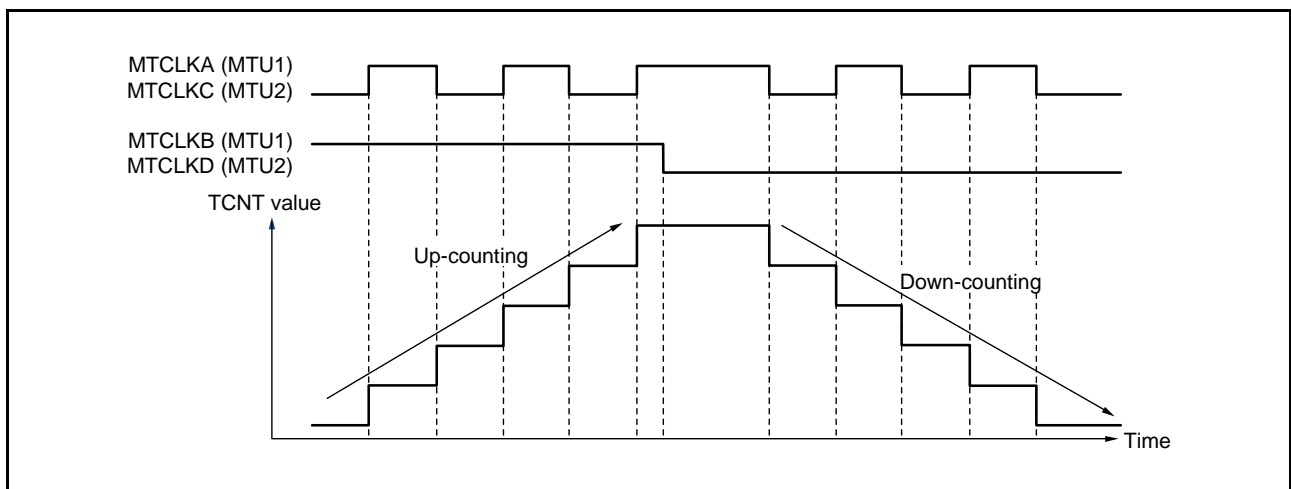 MTCLKA (MTU1)
MTCLKC (MTU2)
MTCLKB (MTU1)
MTCLKD (MTU2)
TCNT value
Up-counting
Down-counting
Time